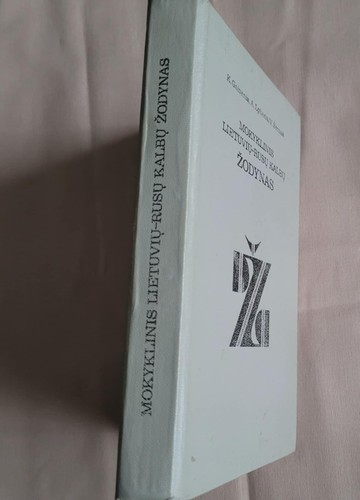 MOKYKLINIS LIETUVIŲ–RUSŲ KALBŲ ŽODYNAS
MOKYKLINIS
LIETUVIŲ–RUSŲ KALBŲ
ŽODYNAS
Ž